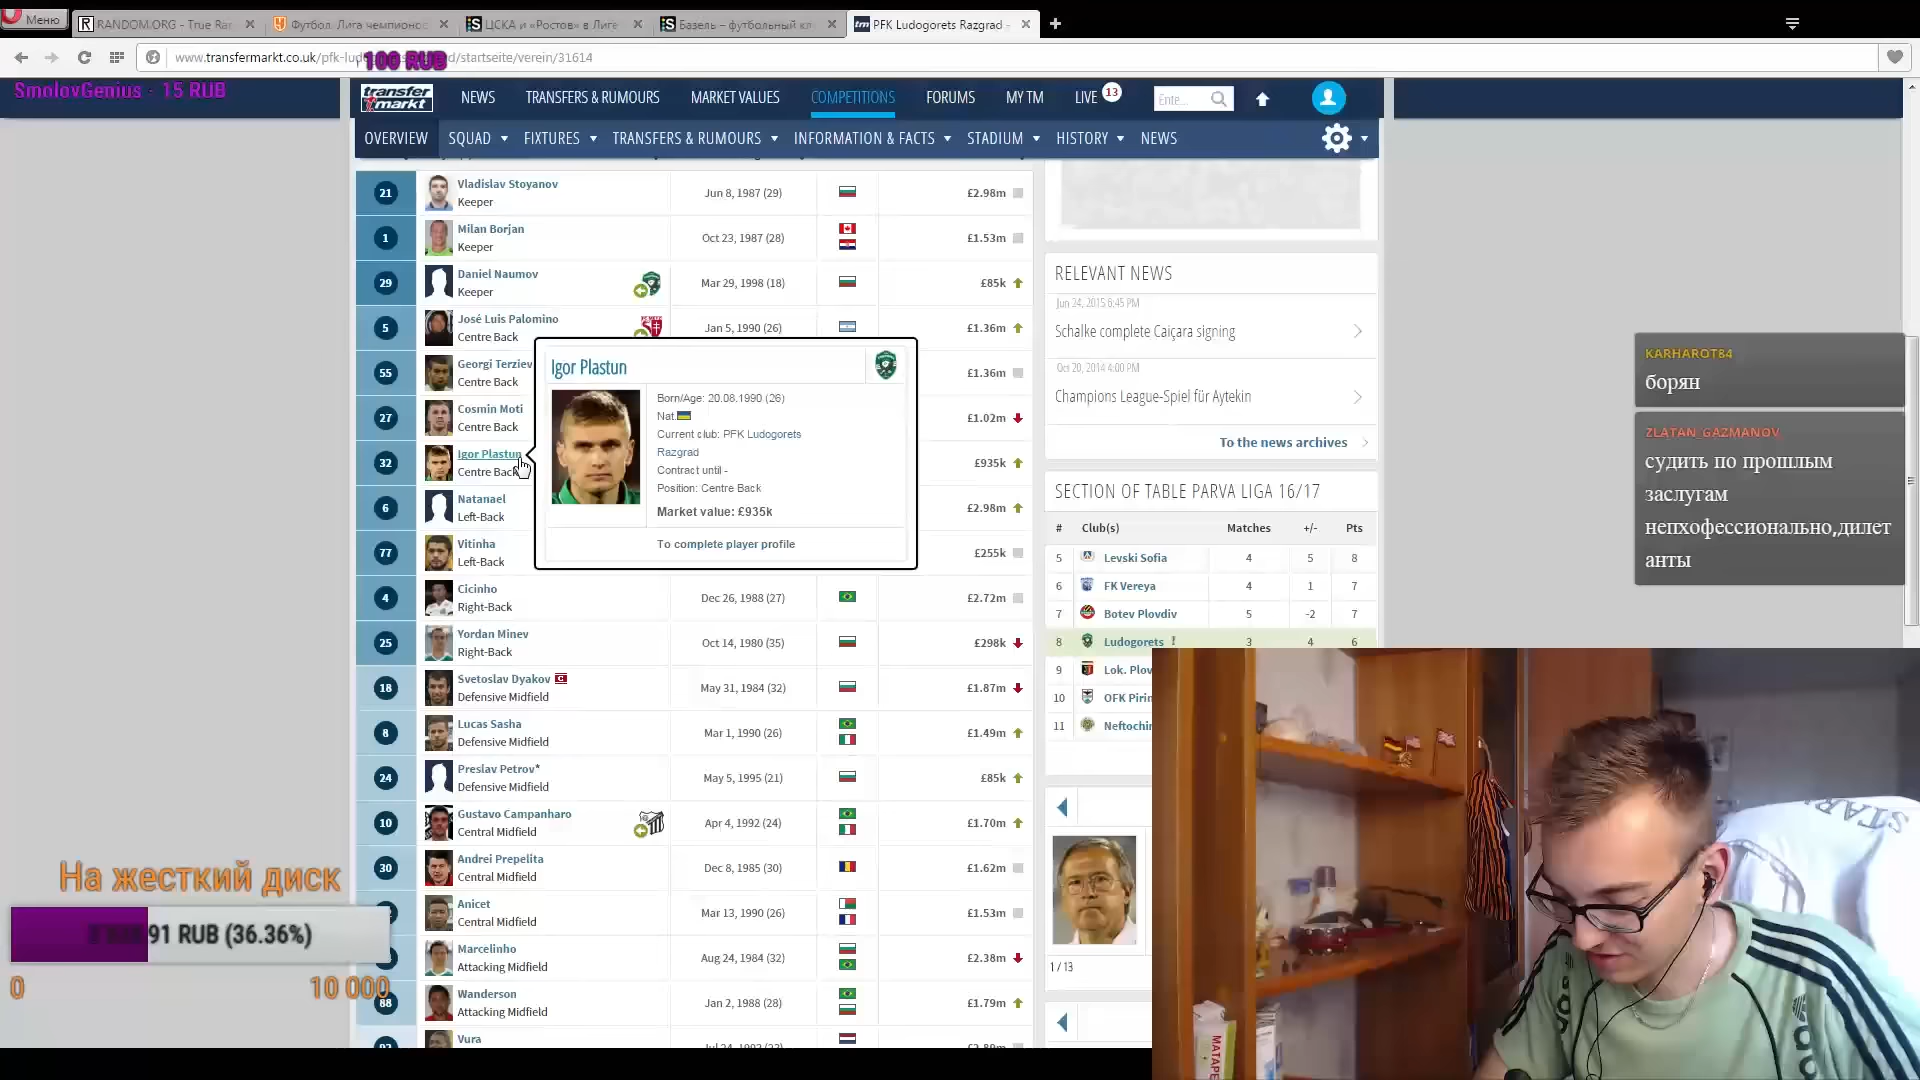 Меню
RANDOM.ORG - True Ran
Футбол. Лига чемпионов
ЦСКА и «Ростов» в Лиге
Базель – футбольный кл
PFK Ludogorets Razgrad -
www.transfermarkt.co.uk/pfk-lud
d/startseite/verein/31614
100 RUB
SmolovGenius - 15 RUB
transfer markt
NEWS
TRANSFERS & RUMOURS
MARKET VALUES
COMPETITIONS
FORUMS
MY TM
LIVE
13
Ente...
OVERVIEW
SQUAD
FIXTURES
TRANSFERS & RUMOURS
INFORMATION & FACTS
STADIUM
HISTORY
NEWS
21
Vladislav Stoyanov
Keeper
Jun 8, 1987 (29)
£2.98m
1
Milan Borjan
Keeper
Oct 23, 1987 (28)
£1.53m
29
Daniel Naumov
Keeper
Mar 29, 1998 (18)
£85k
5
José Luis Palomino
Centre Back
Jan 5, 1990 (26)
£1.36m
55
Georgi Terziev
Centre Back
£1.36m
27
Cosmin Moti
Centre Back
£1.02m
32
Igor Plastun
Centre Back
£935k
6
Natanael
Left-Back
£2.98m
77
Vitinha
Left-Back
£255k
Igor Plastun
Born/Age: 20.08.1990 (26)
Nat.
Current club: PFK Ludogorets
Razgrad
Contract until -
Position: Centre Back
Market value: £935k
To complete player profile
4
Cicinho
Right-Back
Dec 26, 1988 (27)
£2.72m
25
Yordan Minev
Right-Back
Oct 14, 1980 (35)
£298k
18
Svetoslav Dyakov
Defensive Midfield
May 31, 1984 (32)
£1.87m
8
Lucas Sasha
Defensive Midfield
Mar 1, 1990 (26)
£1.49m
24
Preslav Petrov*
Defensive Midfield
May 5, 1995 (21)
£85k
10
Gustavo Campanharo
Central Midfield
Apr 4, 1992 (24)
£1.70m
30
Andrei Prepelita
Central Midfield
Dec 8, 1985 (30)
£1.62m
Anicet
Central Midfield
Mar 13, 1990 (26)
£1.53m
Marcelinho
Attacking Midfield
Aug 24, 1984 (32)
£2.38m
88
Wanderson
Attacking Midfield
Jan 2, 1988 (28)
£1.79m
Vura
RELEVANT NEWS
Jun 24, 2015 6:45 PM
Schalke complete Caiçara signing
Oct 20, 2014 4:00 PM
Champions League-Spiel für Aytekin
To the news archives
SECTION OF TABLE PARVA LIGA 16/17
# Club(s) Matches +/- Pts
5 Levski Sofia 4 5 8
6 FK Vereya 4 1 7
7 Botev Plovdiv 5 -2 7
8 Ludogorets 3 4 6
9 Lok. Plov
10 OFK Pirin
11 Neftochin
1 / 13
KARHAROT84
борян
ZLATAN_GAZMANOV
судить по прошлым
заслугам
непхофессионально,дилет
анты
На жесткий диск
91 RUB (36.36%)
0
10 000